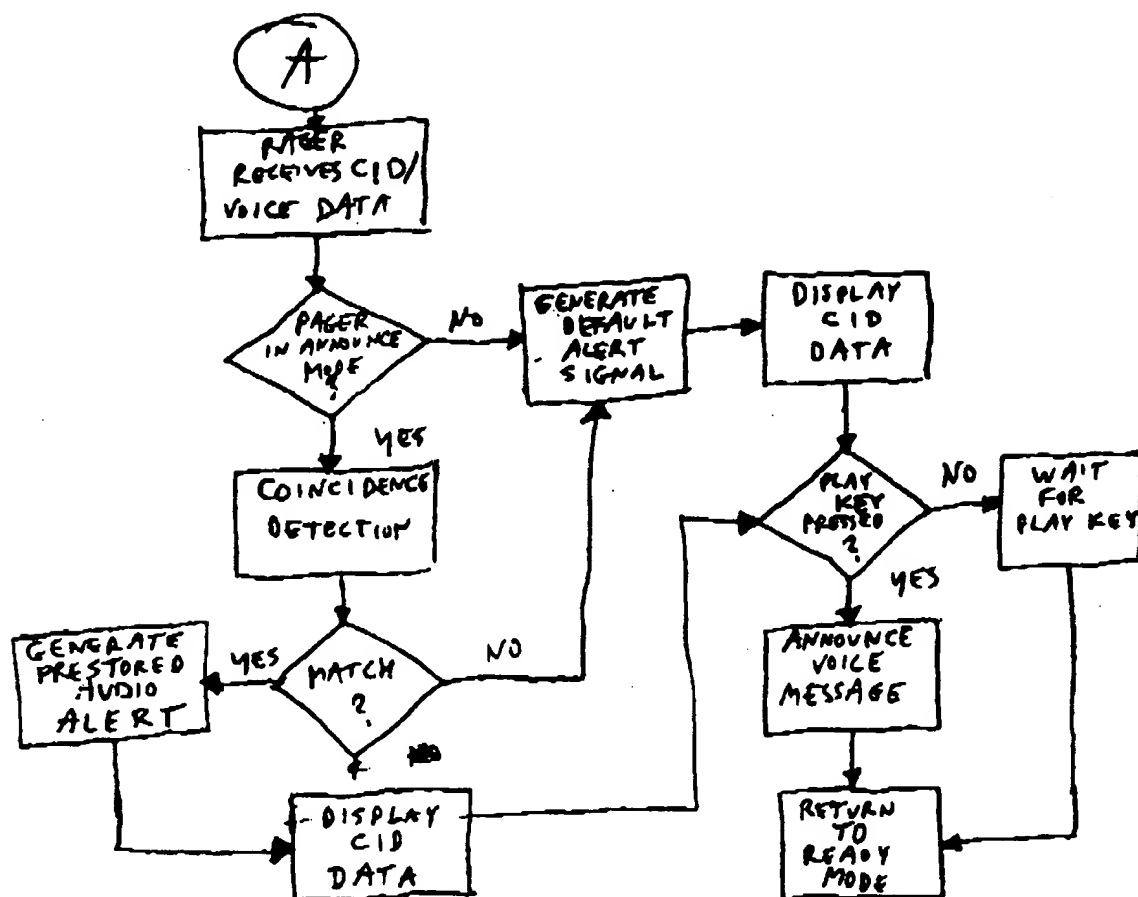 A
PAGER
RECEIVES CID/
VOICE DATA
PAGER
IN ANNOUNCE
MODE
?
NO
YES
GENERATE
DEFAULT
ALERT
SIGNAL
DISPLAY
CID
DATA
COINCIDENCE
DETECTION
MATCH
?
YES
NO
GENERATE
PRESTORED
AUDIO
ALERT
DISPLAY
CID
DATA
PLAY
KEY
PRESSED
?
NO
YES
WAIT
FOR
PLAY KEY
ANNOUNCE
VOICE
MESSAGE
RETURN
TO
READY
MODE